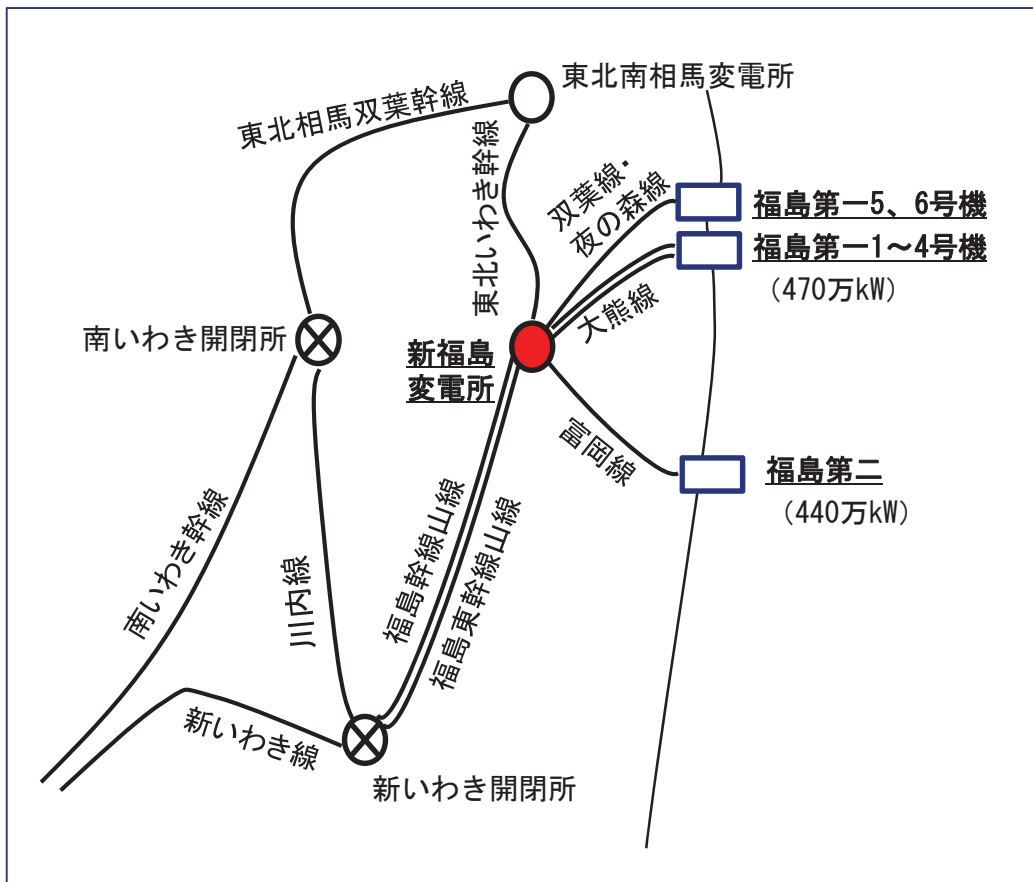 東北南相馬変電所
東北相馬双葉幹線
東北いわき幹線
双葉線・
夜の森線
福島第一5、6号機
福島第一1～4号機
（470万kW）
大熊線
南いわき開閉所
新福島
変電所
富岡線
福島第二
（440万kW）
南いわき幹線
川内線
福島幹線山線
福島東幹線山線
新いわき線
新いわき開閉所